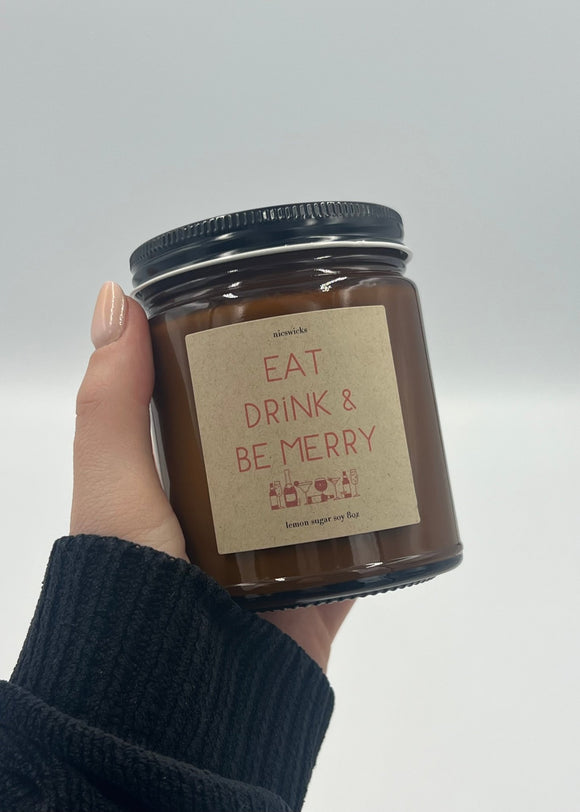 nicswicks
EAT
DRiNK &
BE MERRY
lemon sugar soy 8oz